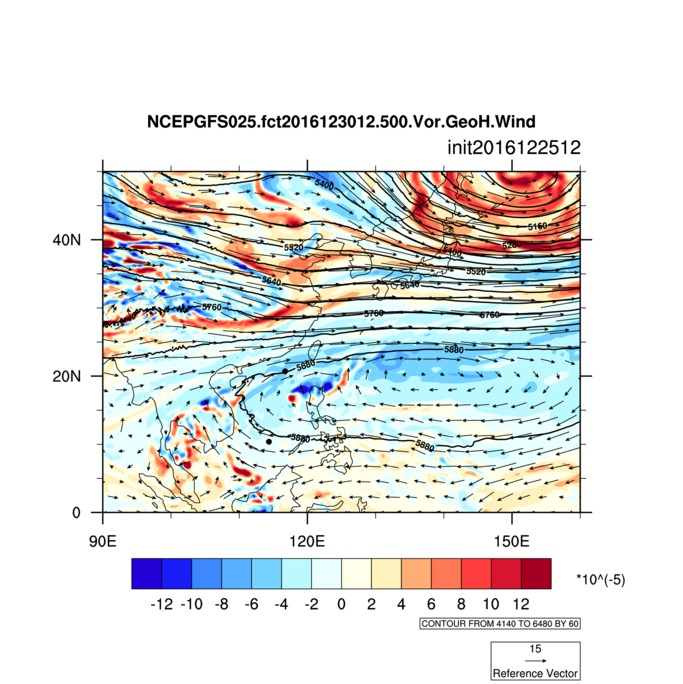 NCEPGFS025.fct2016123012.500.Vor.GeoH.Wind
init2016122512
5400
5160
40N
5520
5400
5280
5520
5640
5640
5760
5760
5760
5880
5880
20N
5880
5880
0
90E 120E 150E
-12 -10 -8 -6 -4 -2 0 2 4 6 8 10 12
*10^(-5)
CONTOUR FROM 4140 TO 6480 BY 60
15
Reference Vector